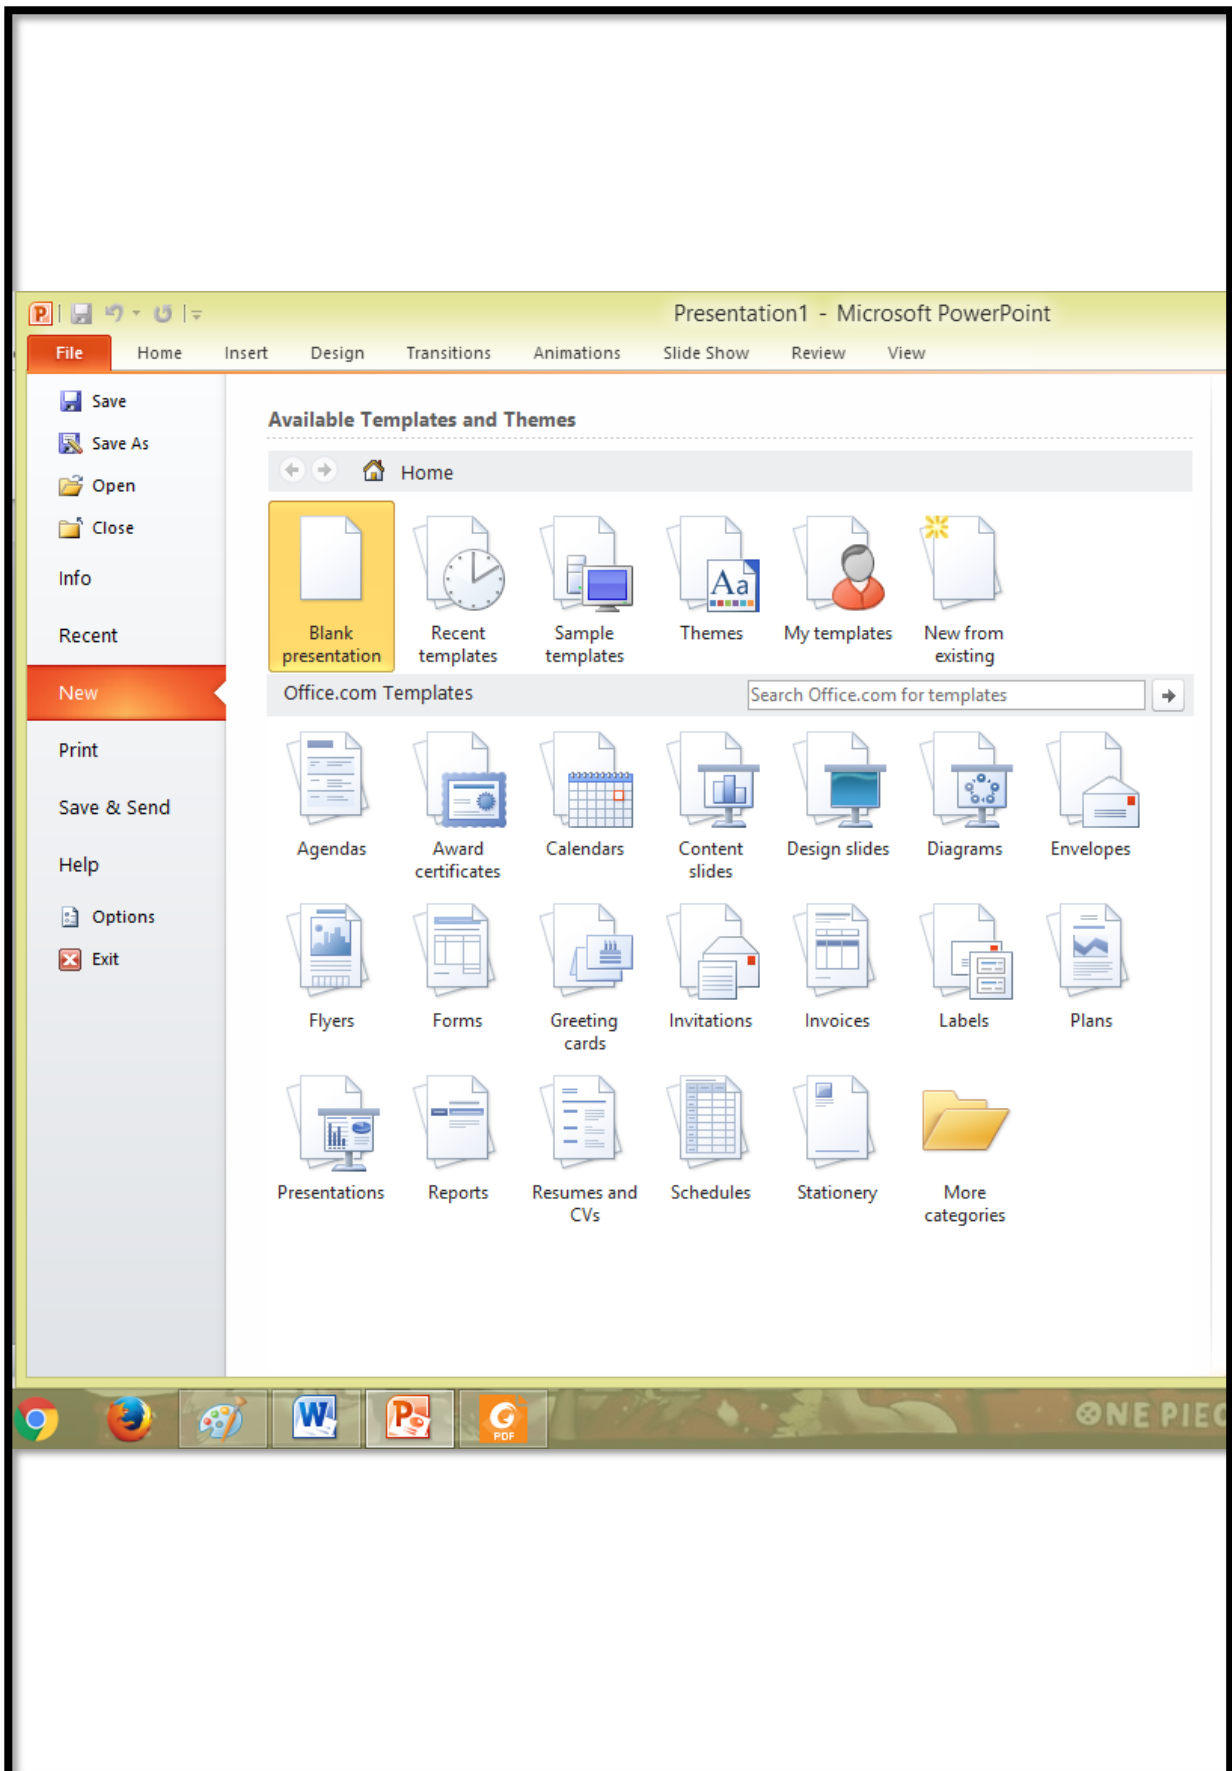 Presentation1 - Microsoft PowerPoint
File Home Insert Design Transitions Animations Slide Show Review View
Save
Save As
Open
Close
Info
Recent
New
Print
Save & Send
Help
Options
Exit
Available Templates and Themes
Home
Blank presentation
Recent templates
Sample templates
Themes
My templates
New from existing
Office.com Templates
Search Office.com for templates
Agendas
Award certificates
Calendars
Content slides
Design slides
Diagrams
Envelopes
Flyers
Forms
Greeting cards
Invitations
Invoices
Labels
Plans
Presentations
Reports
Resumes and CVs
Schedules
Stationery
More categories
Aa
PDF
ONE PIEC